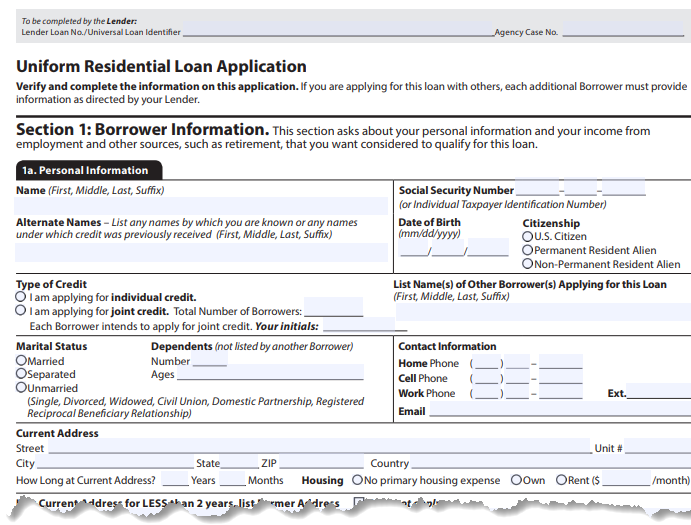 To be completed by the Lender:
Lender Loan No./Universal Loan Identifier Agency Case No.
Uniform Residential Loan Application
Verify and complete the information on this application. If you are applying for this loan with others, each additional Borrower must provide
information as directed by your Lender.
Section 1: Borrower Information. This section asks about your personal information and your income from
employment and other sources, such as retirement, that you want considered to qualify for this loan.
1a. Personal Information
Name (First, Middle, Last, Suffix)
Alternate Names – List any names by which you are known or any names
under which credit was previously received (First, Middle, Last, Suffix)
Social Security Number – –
(or Individual Taxpayer Identification Number)
Date of Birth
(mm/dd/yyyy)
/ /
Citizenship
U.S. Citizen
Permanent Resident Alien
Non-Permanent Resident Alien
Type of Credit
I am applying for individual credit.
I am applying for joint credit. Total Number of Borrowers:
Each Borrower intends to apply for joint credit. Your initials:
List Name(s) of Other Borrower(s) Applying for this Loan
(First, Middle, Last, Suffix)
Marital Status
Married
Separated
Unmarried
(Single, Divorced, Widowed, Civil Union, Domestic Partnership, Registered
Reciprocal Beneficiary Relationship)
Dependents (not listed by another Borrower)
Number
Ages
Contact Information
Home Phone ( ) –
Cell Phone ( ) –
Work Phone ( ) – Ext.
Email
Current Address
Street Unit #
City State ZIP Country
How Long at Current Address? Years Months Housing No primary housing expense Own Rent ($ /month)
Current Address for LESS than 2 years, list Former Address